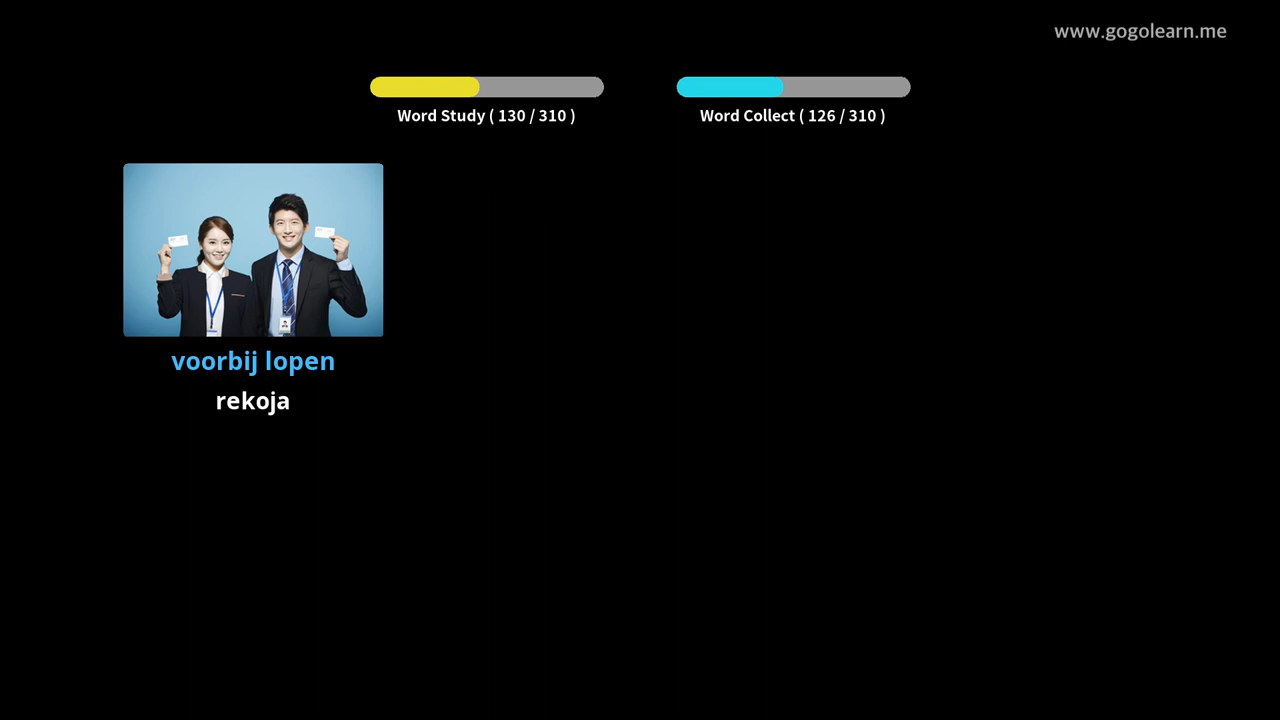 www.gogolearn.me
Word Study ( 130 / 310 )
Word Collect ( 126 / 310 )
voorbij lopen
rekoja